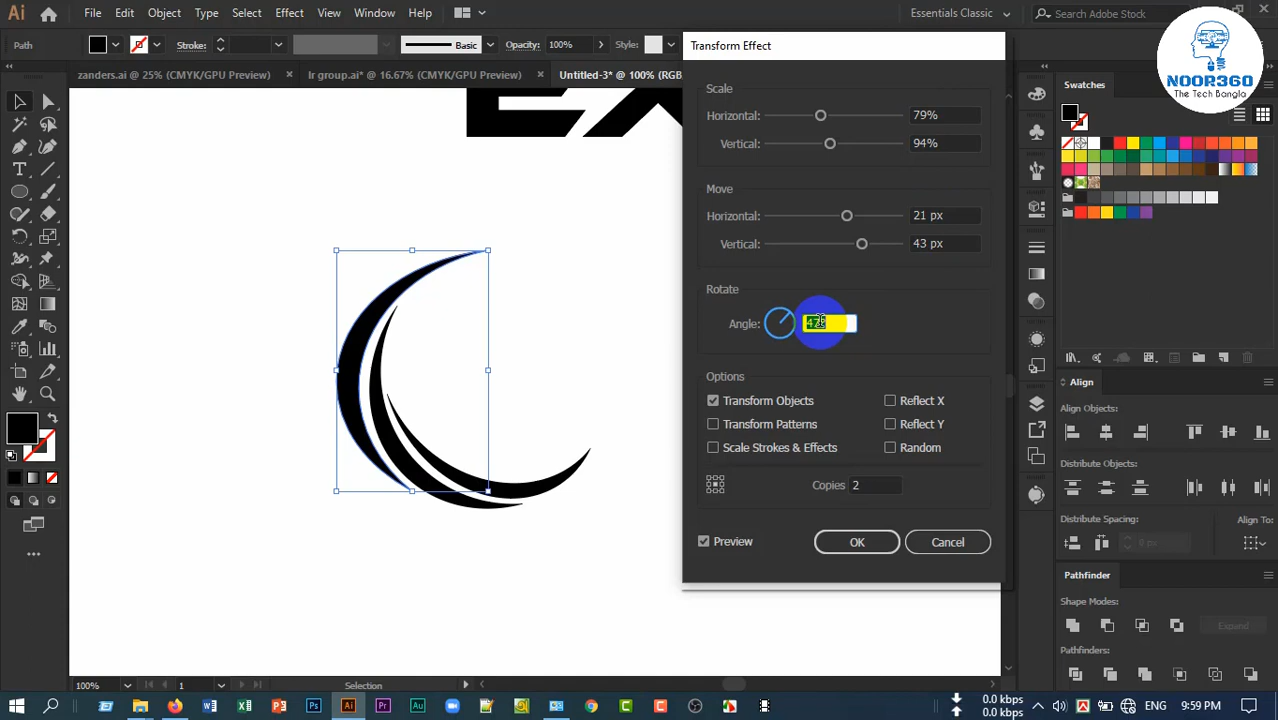 Ai File Edit Object Type Select Effect View Window Help
Essentials Classic
Search Adobe Stock
NOOR360
The Tech Bangla
Path
Stroke:
Basic
Opacity: 100%
Style:
Transform Effect
zanders.ai @ 25% (CMYK/GPU Preview)
lr group.ai* @ 16.67% (CMYK/GPU Preview)
Untitled-3* @ 100% (RGB
Swatches
Scale
Horizontal: 79%
Vertical: 94%
Move
Horizontal: 21 px
Vertical: 43 px
Rotate
Angle:
Options
Transform Objects
Reflect X
Transform Patterns
Reflect Y
Scale Strokes & Effects
Random
Copies 2
Preview
OK
Cancel
Align
Align Objects:
Distribute Objects:
Distribute Spacing:
Align To:
0 px
Pathfinder
Shape Modes:
Expand
Pathfinders:
100%
1
Selection
0.0 kbps
0.0 kbps
ENG
9:59 PM